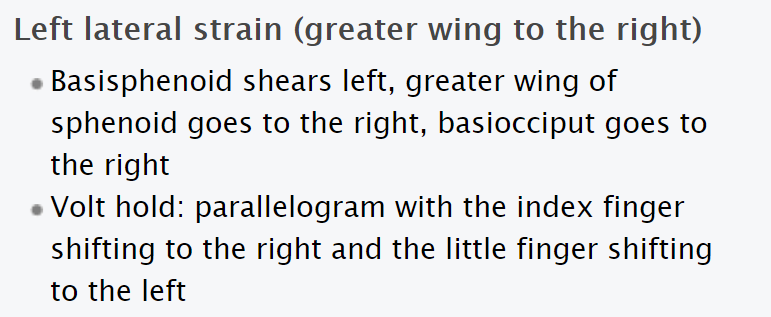 Left lateral strain (greater wing to the right)
Basisphenoid shears left, greater wing of
sphenoid goes to the right, basiocciput goes to
the right
Volt hold: parallelogram with the index finger
shifting to the right and the little finger shifting
to the left